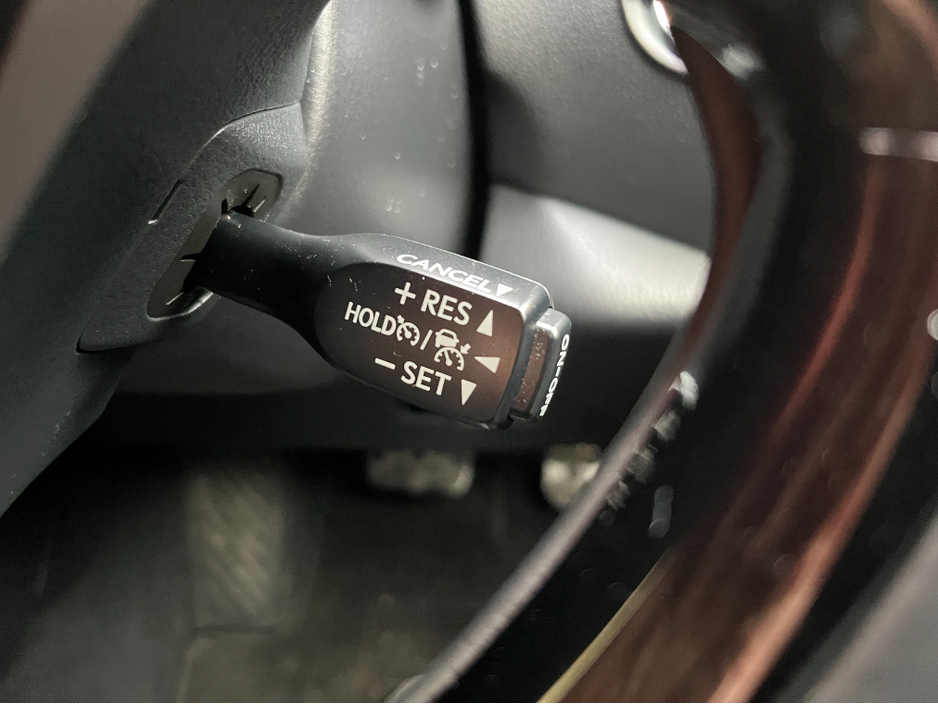 CANCEL▼
+ RES ▲
HOLD / ◀
− SET ▼
ON-OFF